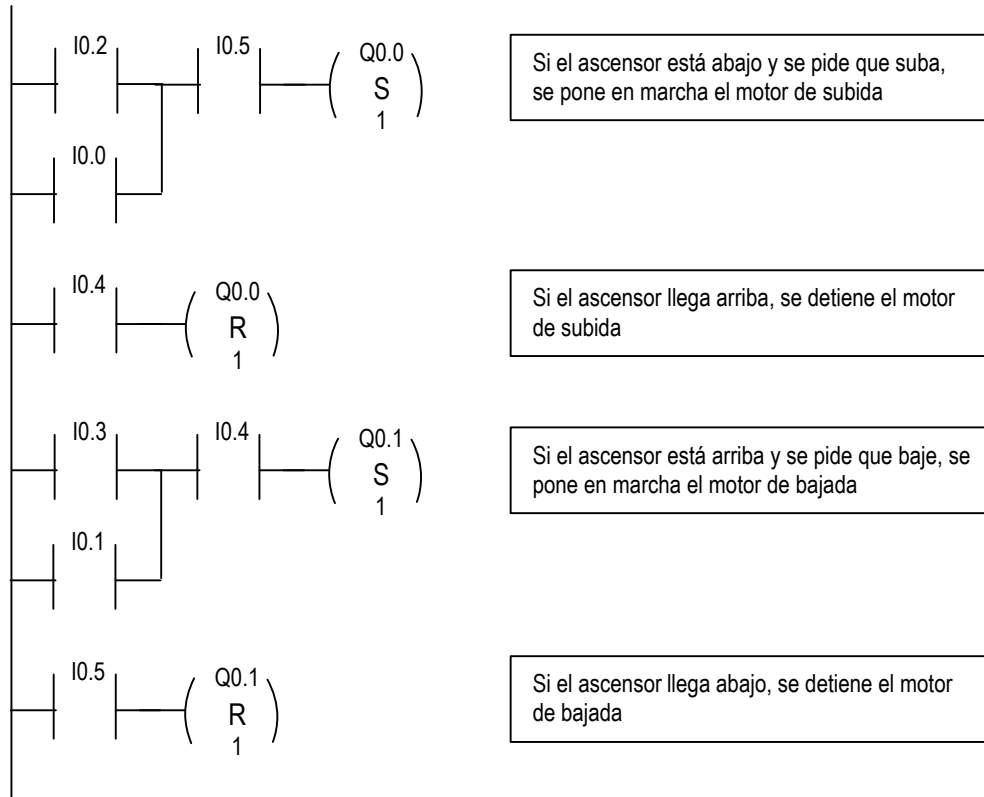 I0.2
I0.5
Q0.0
S
1
Si el ascensor está abajo y se pide que suba,
se pone en marcha el motor de subida
I0.0
I0.4
Q0.0
R
1
Si el ascensor llega arriba, se detiene el motor
de subida
I0.3
I0.4
Q0.1
S
1
Si el ascensor está arriba y se pide que baje, se
pone en marcha el motor de bajada
I0.1
I0.5
Q0.1
R
1
Si el ascensor llega abajo, se detiene el motor
de bajada